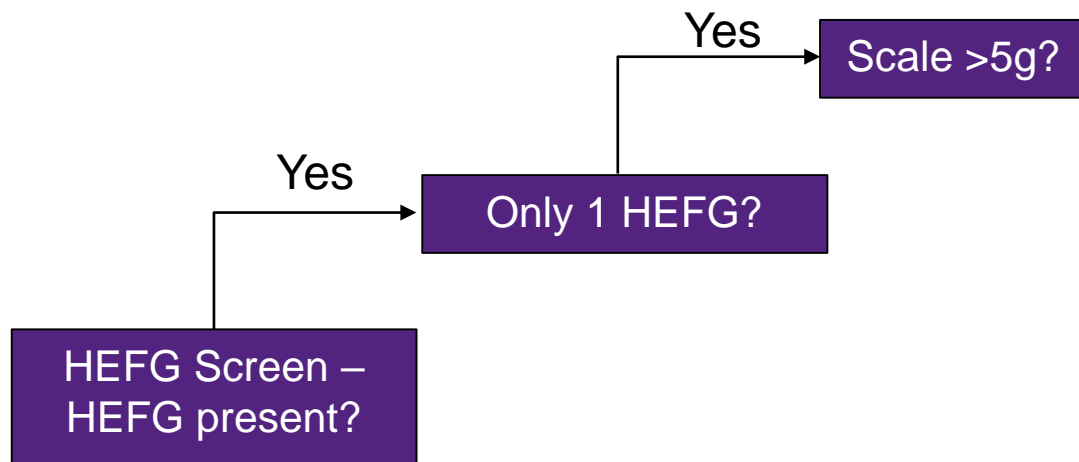 Yes
Scale >5g?
Yes
Only 1 HEFG?
HEFG Screen –
HEFG present?